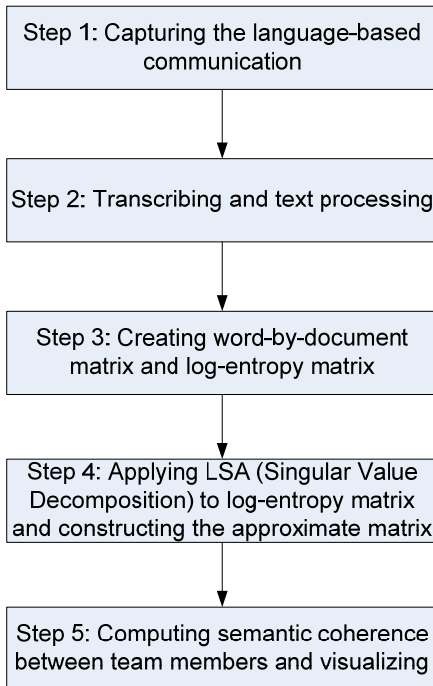 Step 1: Capturing the language-based
communication
Step 2: Transcribing and text processing
Step 3: Creating word-by-document
matrix and log-entropy matrix
Step 4: Applying LSA (Singular Value
Decomposition) to log-entropy matrix
and constructing the approximate matrix
Step 5: Computing semantic coherence
between team members and visualizing